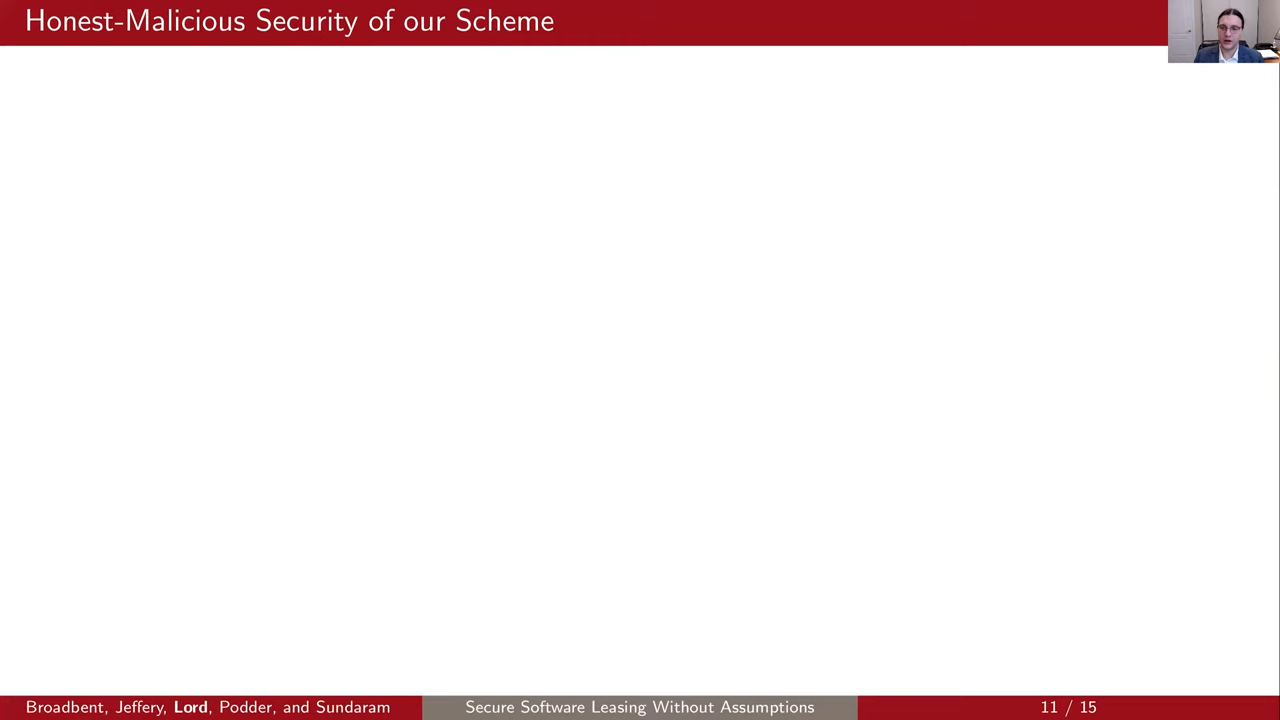 Honest-Malicious Security of our Scheme
Broadbent, Jeffery, Lord, Podder, and Sundaram
Secure Software Leasing Without Assumptions
11 / 15